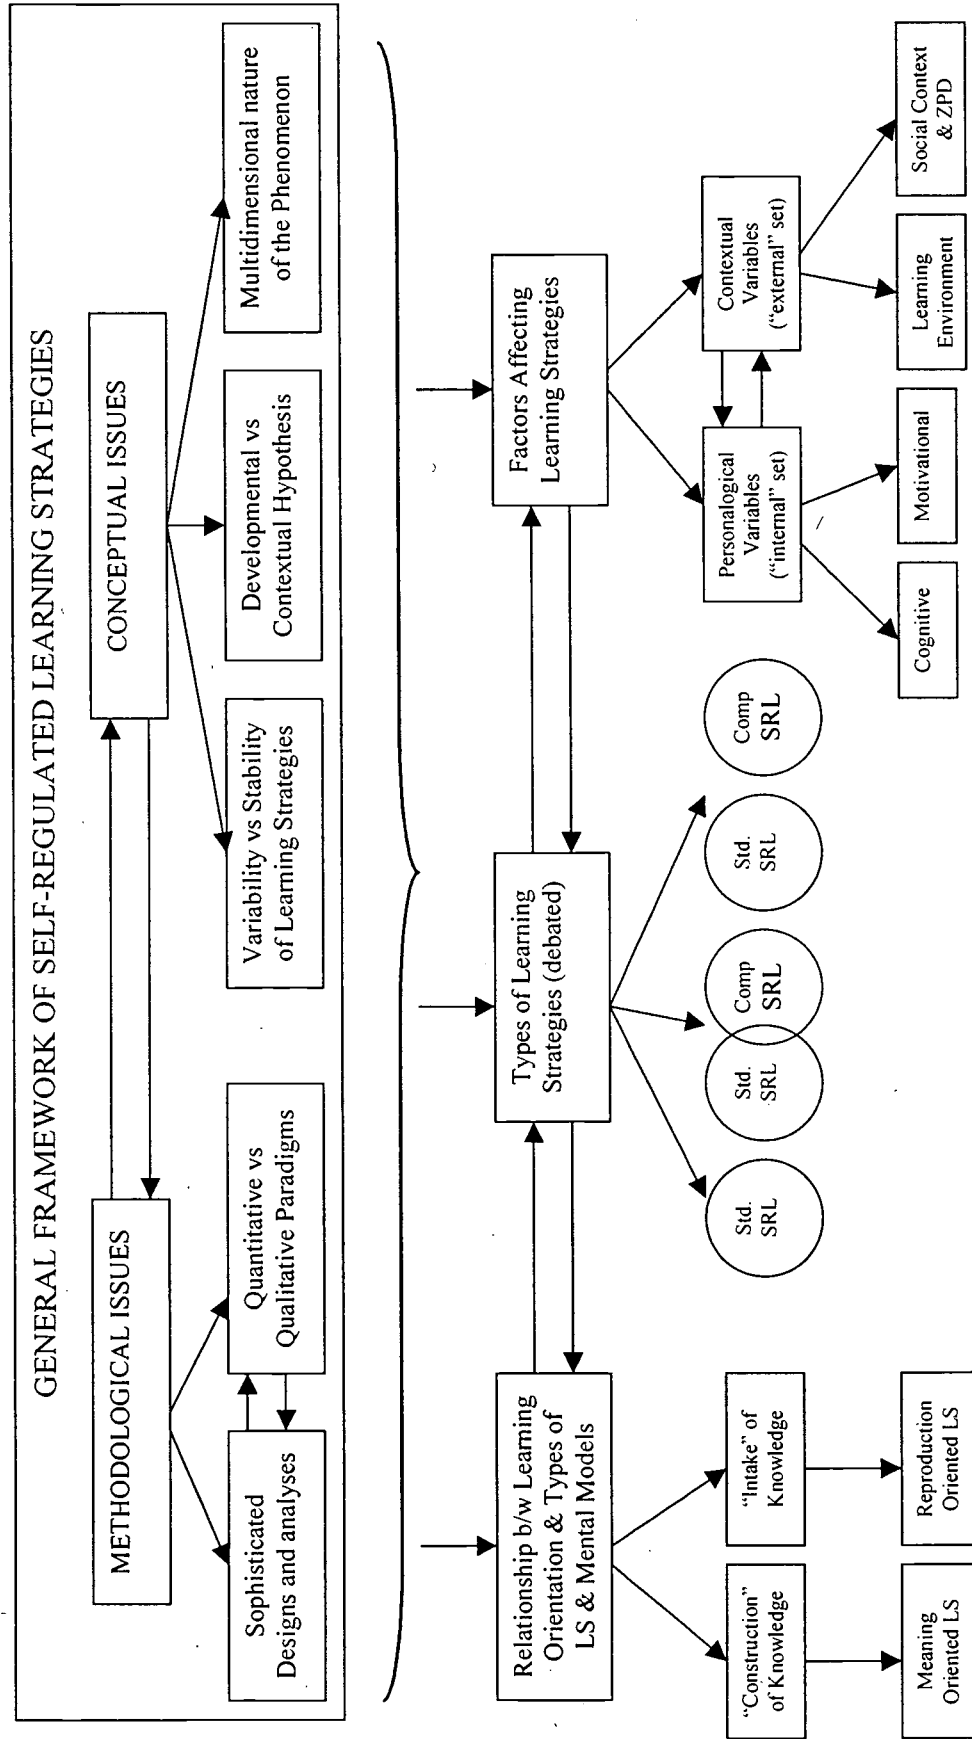 GENERAL FRAMEWORK OF SELF-REGULATED LEARNING STRATEGIES
METHODOLOGICAL ISSUES
CONCEPTUAL ISSUES
Sophisticated
Designs and analyses
Quantitative vs
Qualitative Paradigms
Variability vs Stability
of Learning Strategies
Developmental vs
Contextual Hypothesis
Multidimensional nature
of the Phenomenon
Relationship b/w Learning
Orientation & Types of
LS & Mental Models
Types of Learning
Strategies (debated)
Factors Affecting
Learning Strategies
"Construction"
of Knowledge
"Intake" of
Knowledge
Std.
SRL
Std.
SRL
Comp
SRL
Std.
SRL
Comp
SRL
Personalogical
Variables
("internal" set)
Contextual
Variables
("external" set)
Meaning
Oriented LS
Reproduction
Oriented LS
Cognitive
Motivational
Learning
Environment
Social Context
& ZPD